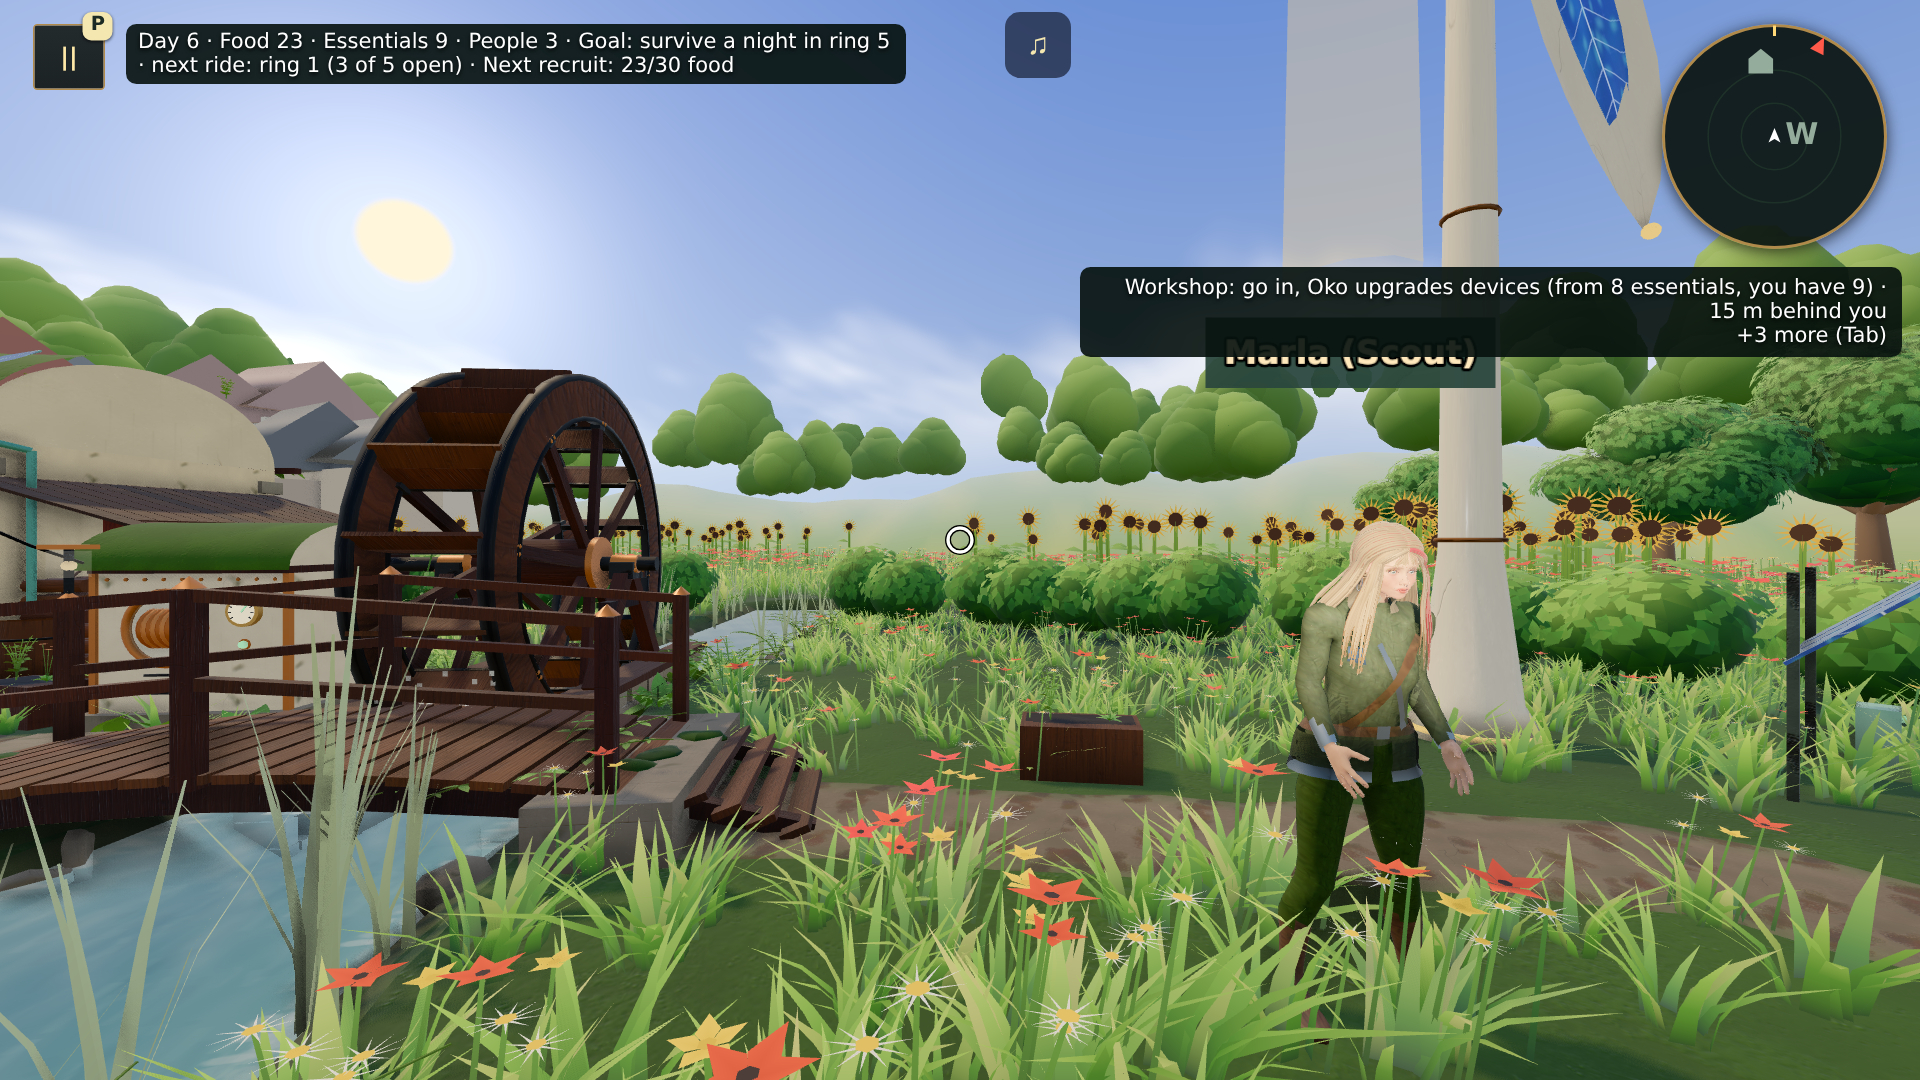 P
Day 6 · Food 23 · Essentials 9 · People 3 · Goal: survive a night in ring 5
· next ride: ring 1 (3 of 5 open) · Next recruit: 23/30 food
W
Workshop: go in, Oko upgrades devices (from 8 essentials, you have 9) ·
15 m behind you
+3 more (Tab)
Marla (Scout)